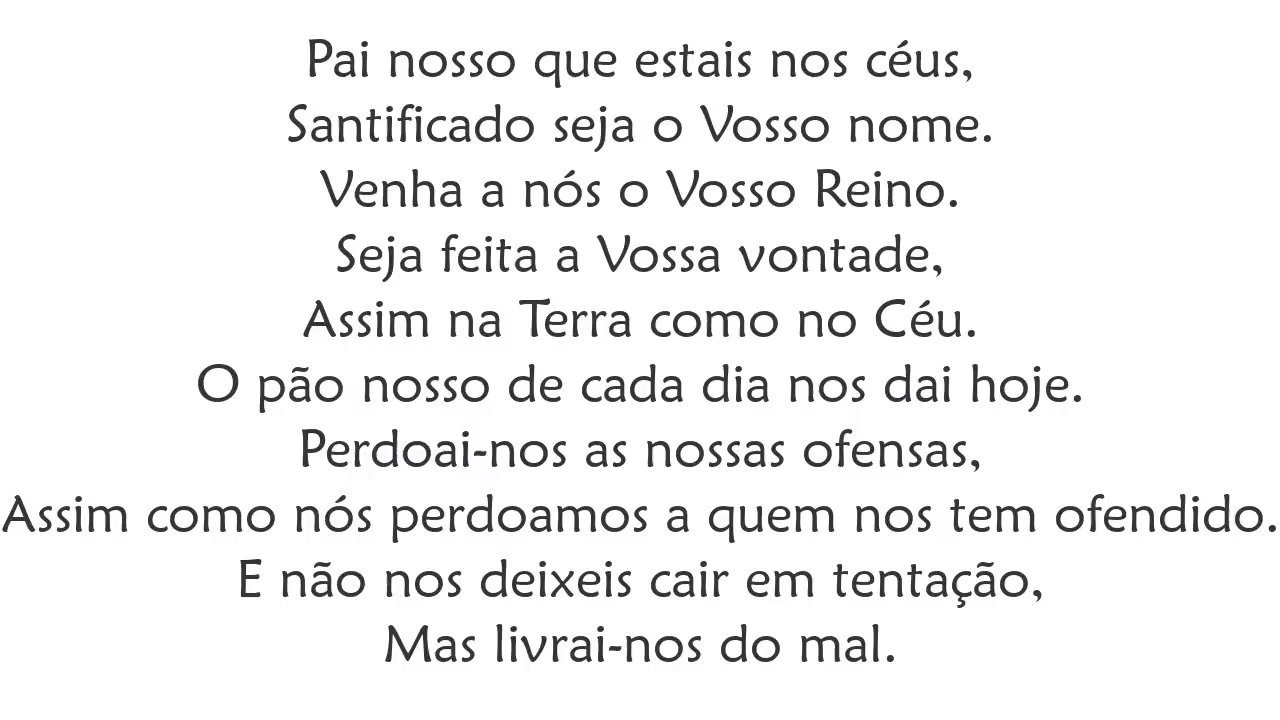 Pai nosso que estais nos céus,
Santificado seja o Vosso nome.
Venha a nós o Vosso Reino.
Seja feita a Vossa vontade,
Assim na Terra como no Céu.
O pão nosso de cada dia nos dai hoje.
Perdoai-nos as nossas ofensas,
Assim como nós perdoamos a quem nos tem ofendido.
E não nos deixeis cair em tentação,
Mas livrai-nos do mal.